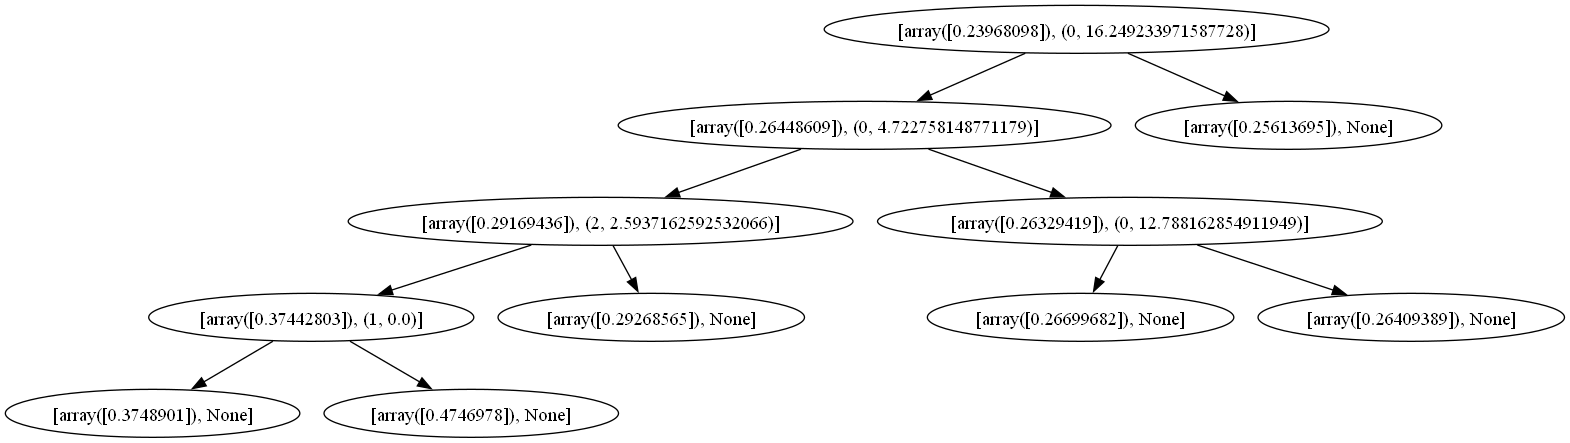 [array([0.23968098]), (0, 16.249233971587728)]
[array([0.26448609]), (0, 4.722758148771179)]
[array([0.25613695]), None]
[array([0.29169436]), (2, 2.5937162592532066)]
[array([0.26329419]), (0, 12.788162854911949)]
[array([0.37442803]), (1, 0.0)]
[array([0.29268565]), None]
[array([0.26699682]), None]
[array([0.26409389]), None]
[array([0.3748901]), None]
[array([0.4746978]), None]